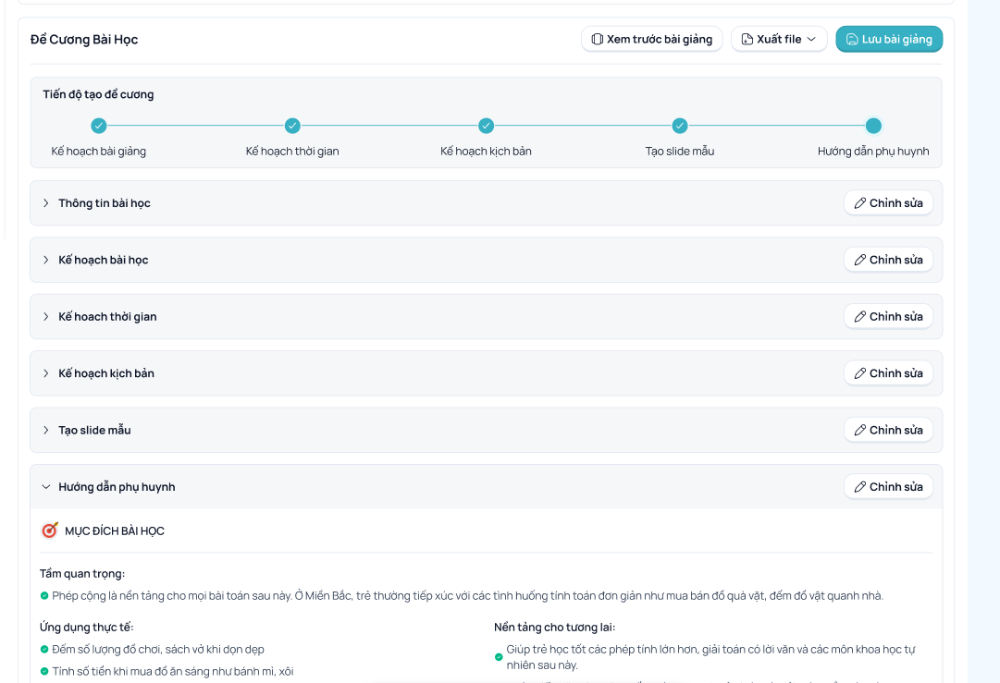 Đề Cương Bài Học
Xem trước bài giảng
Xuất file
Lưu bài giảng
Tiến độ tạo đề cương
Kế hoạch bài giảng
Kế hoạch thời gian
Kế hoạch kịch bản
Tạo slide mẫu
Hướng dẫn phụ huynh
Thông tin bài học
Chỉnh sửa
Kế hoạch bài học
Chỉnh sửa
Kế hoach thời gian
Chỉnh sửa
Kế hoạch kịch bản
Chỉnh sửa
Tạo slide mẫu
Chỉnh sửa
Hướng dẫn phụ huynh
Chỉnh sửa
MỤC ĐÍCH BÀI HỌC
Tầm quan trọng:
Phép cộng là nền tảng cho mọi bài toán sau này. Ở Miền Bắc, trẻ thường tiếp xúc với các tình huống tính toán đơn giản như mua bán đồ quà vặt, đếm đồ vật quanh nhà.
Ứng dụng thực tế:
Đếm số lượng đồ chơi, sách vở khi dọn dẹp
Tính số tiền khi mua đồ ăn sáng như bánh mì, xôi
Nền tảng cho tương lai:
Giúp trẻ học tốt các phép tính lớn hơn, giải toán có lời văn và các môn khoa học tự
nhiên sau này.